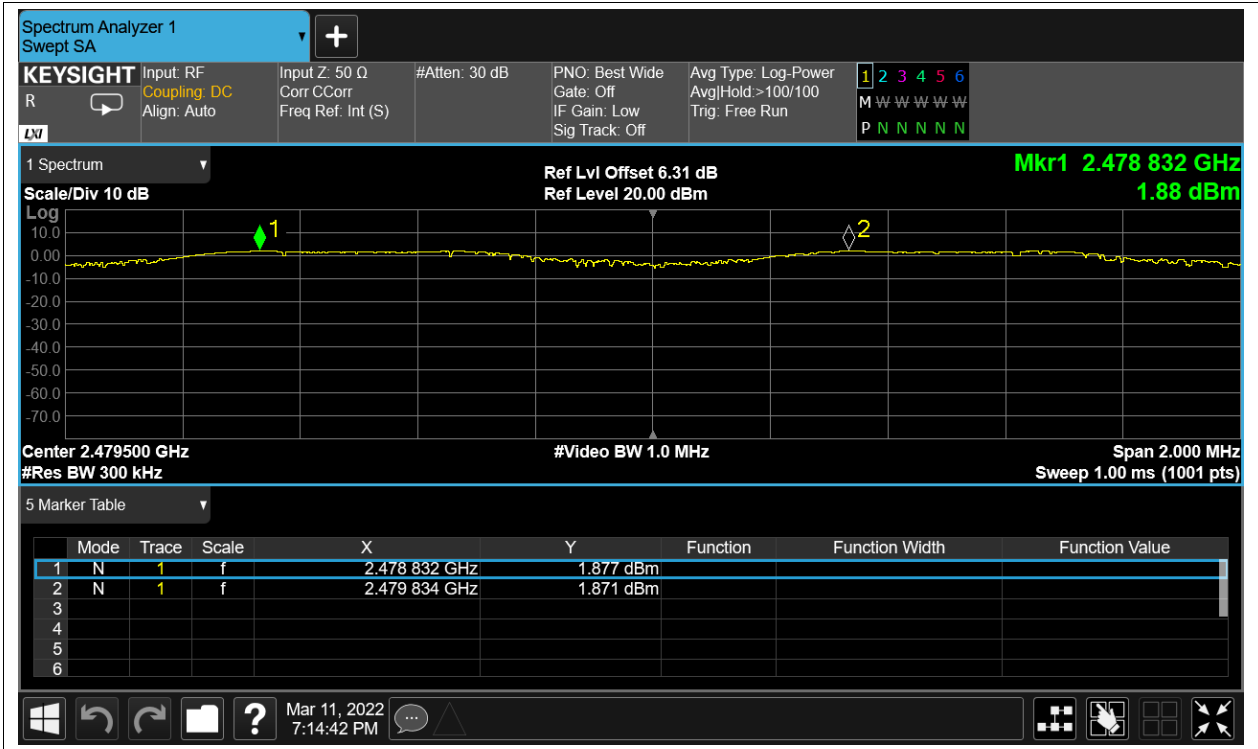 Spectrum Analyzer 1
Swept SA
KEYSIGHT
R
LXI
Input: RF
Coupling: DC
Align: Auto
Input Z: 50 Ω
Corr CCorr
Freq Ref: Int (S)
#Atten: 30 dB
PNO: Best Wide
Gate: Off
IF Gain: Low
Sig Track: Off
Avg Type: Log-Power
Avg|Hold:>100/100
Trig: Free Run
1 2 3 4 5 6
M W W W W W
P N N N N N
1 Spectrum
Scale/Div 10 dB
Ref Lvl Offset 6.31 dB
Ref Level 20.00 dBm
Mkr1 2.478 832 GHz
1.88 dBm
Log
10.0
0.00
-10.0
-20.0
-30.0
-40.0
-50.0
-60.0
-70.0
1
2
Center 2.479500 GHz
#Res BW 300 kHz
#Video BW 1.0 MHz
Span 2.000 MHz
Sweep 1.00 ms (1001 pts)
5 Marker Table
Mode Trace Scale X Y Function Function Width Function Value
1 N 1 f 2.478 832 GHz 1.877 dBm
2 N 1 f 2.479 834 GHz 1.871 dBm
3
4
5
6
?
Mar 11, 2022
7:14:42 PM